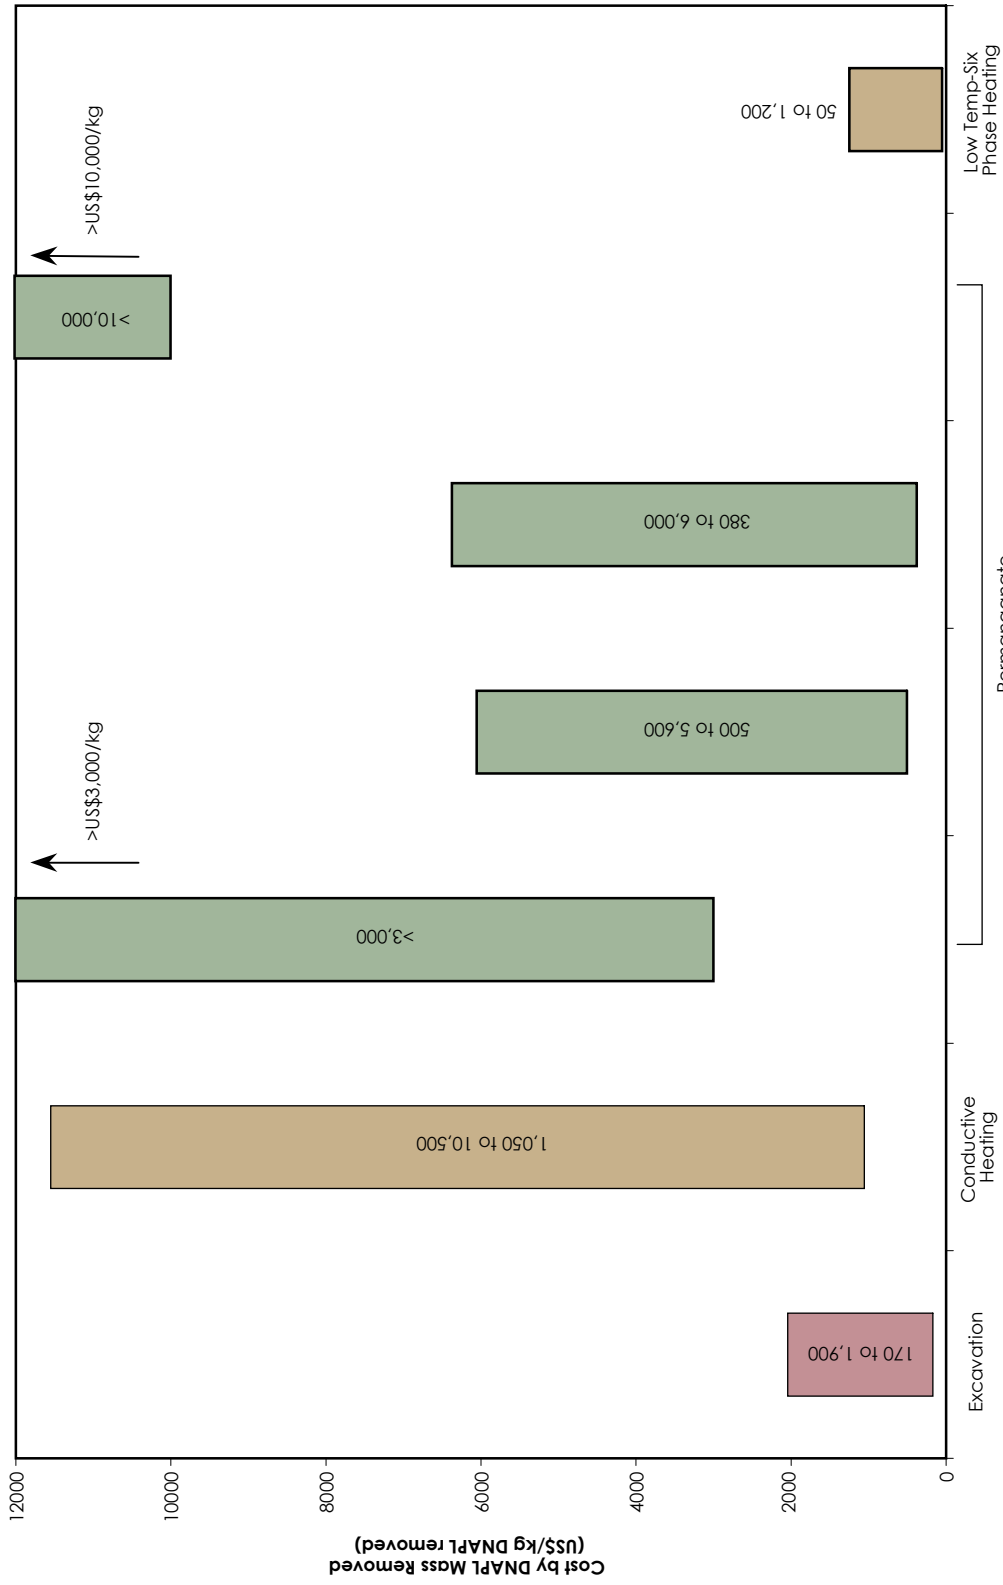 Cost by DNAPL Mass Removed
(US$/kg DNAPL removed)
12000
10000
8000
6000
4000
2000
0
170 to 1,900
1,050 to 10,500
>3,000
>US$3,000/kg
500 to 5,600
380 to 6,000
>10,000
>US$10,000/kg
50 to 1,200
Excavation
Conductive
Heating
Permanganate
Low Temp-Six
Phase Heating